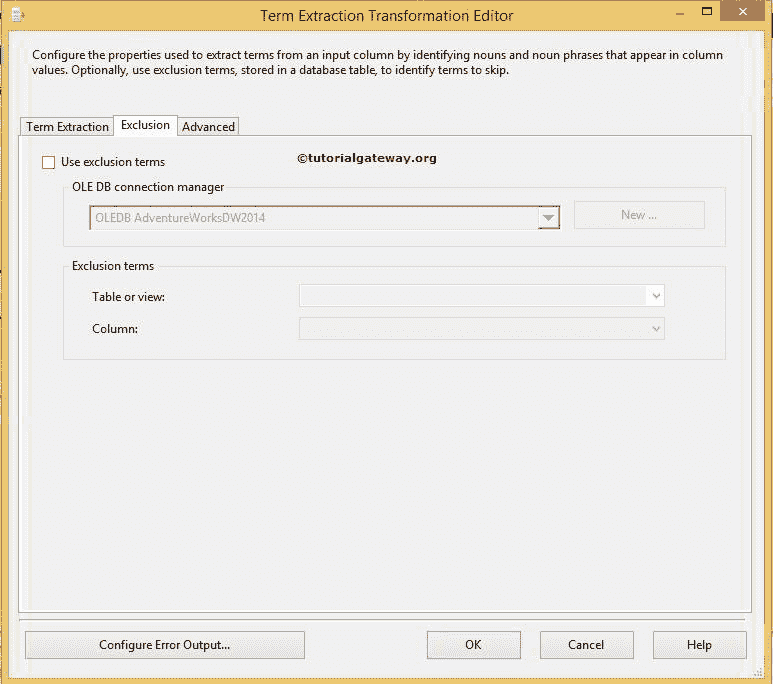 Term Extraction Transformation Editor
Configure the properties used to extract terms from an input column by identifying nouns and noun phrases that appear in column
values. Optionally, use exclusion terms, stored in a database table, to identify terms to skip.
Term Extraction Exclusion Advanced
Use exclusion terms
©tutorialgateway.org
OLE DB connection manager
OLEDB AdventureWorksDW2014
New ...
Exclusion terms
Table or view:
Column:
Configure Error Output...
OK
Cancel
Help